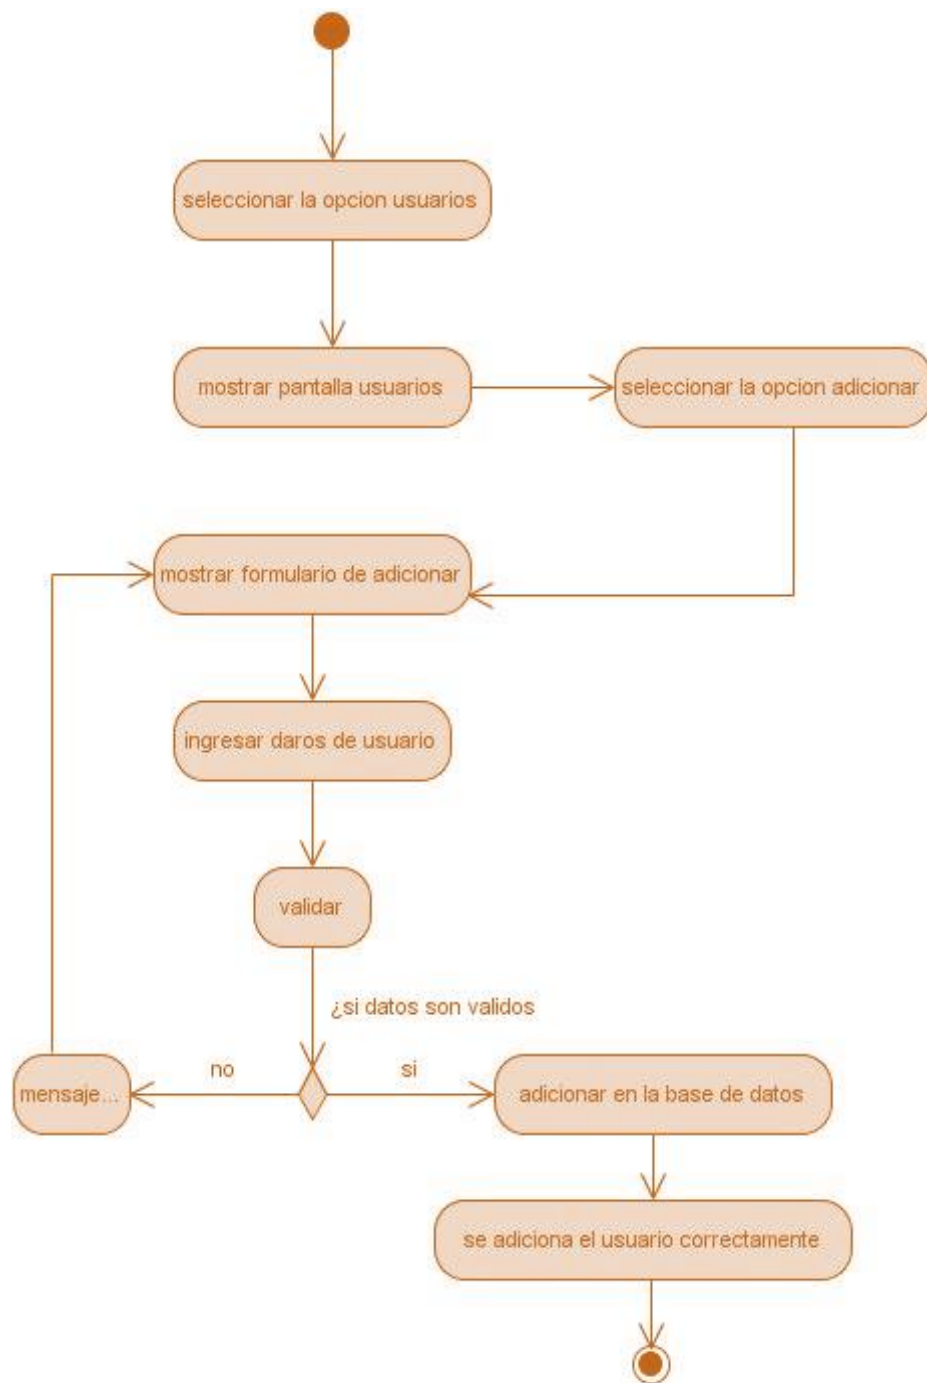 seleccionar la opcion usuarios
mostrar pantalla usuarios
seleccionar la opcion adicionar
mostrar formulario de adicionar
ingresar daros de usuario
validar
¿si datos son validos
no
si
mensaje...
adicionar en la base de datos
se adiciona el usuario correctamente